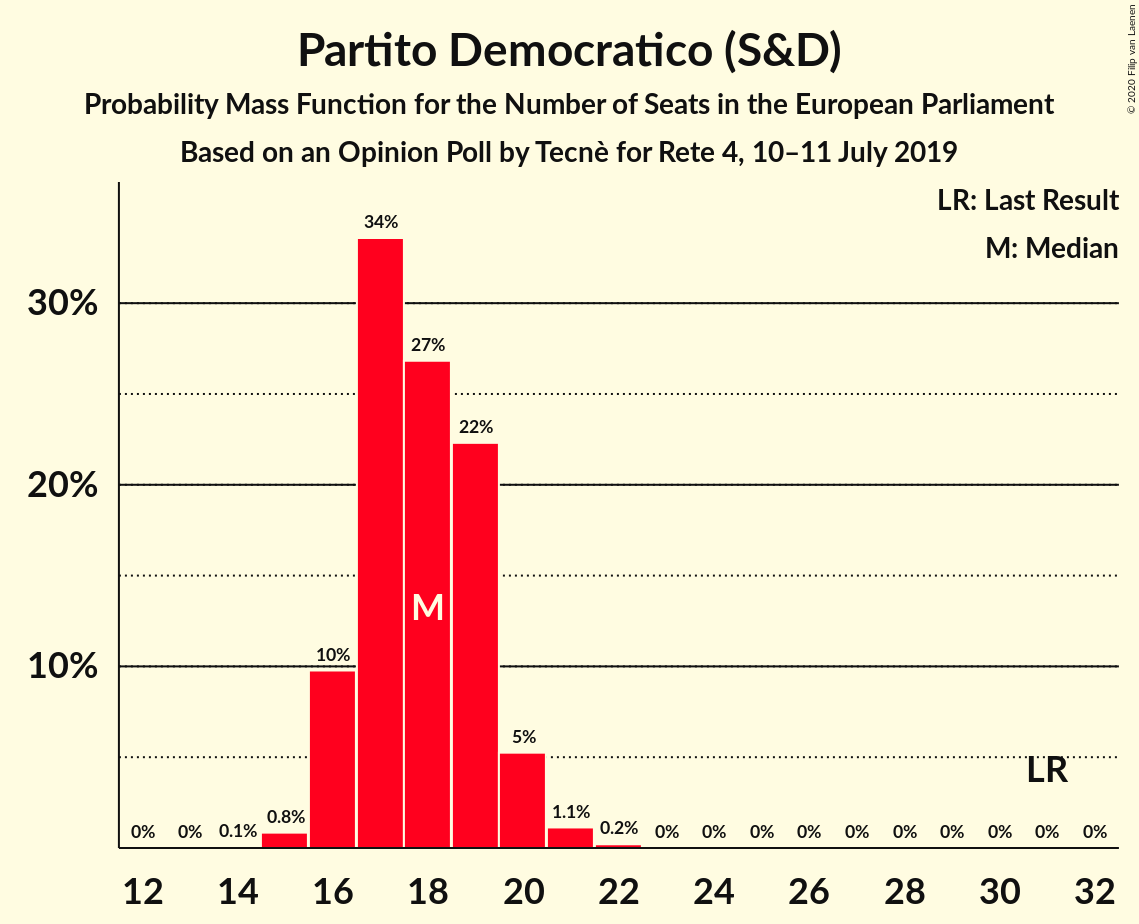 Partito Democratico (S&D)
Probability Mass Function for the Number of Seats in the European Parliament
Based on an Opinion Poll by Tecnè for Rete 4, 10–11 July 2019
© 2020 Filip van Laenen
LR: Last Result
M: Median
30%
20%
10%
0% 0% 0.1% 0.8% 10% 34% 27% 22% 5% 1.1% 0.2% 0% 0% 0% 0% 0% 0% 0% 0% 0% 0%
M
LR
12 14 16 18 20 22 24 26 28 30 32